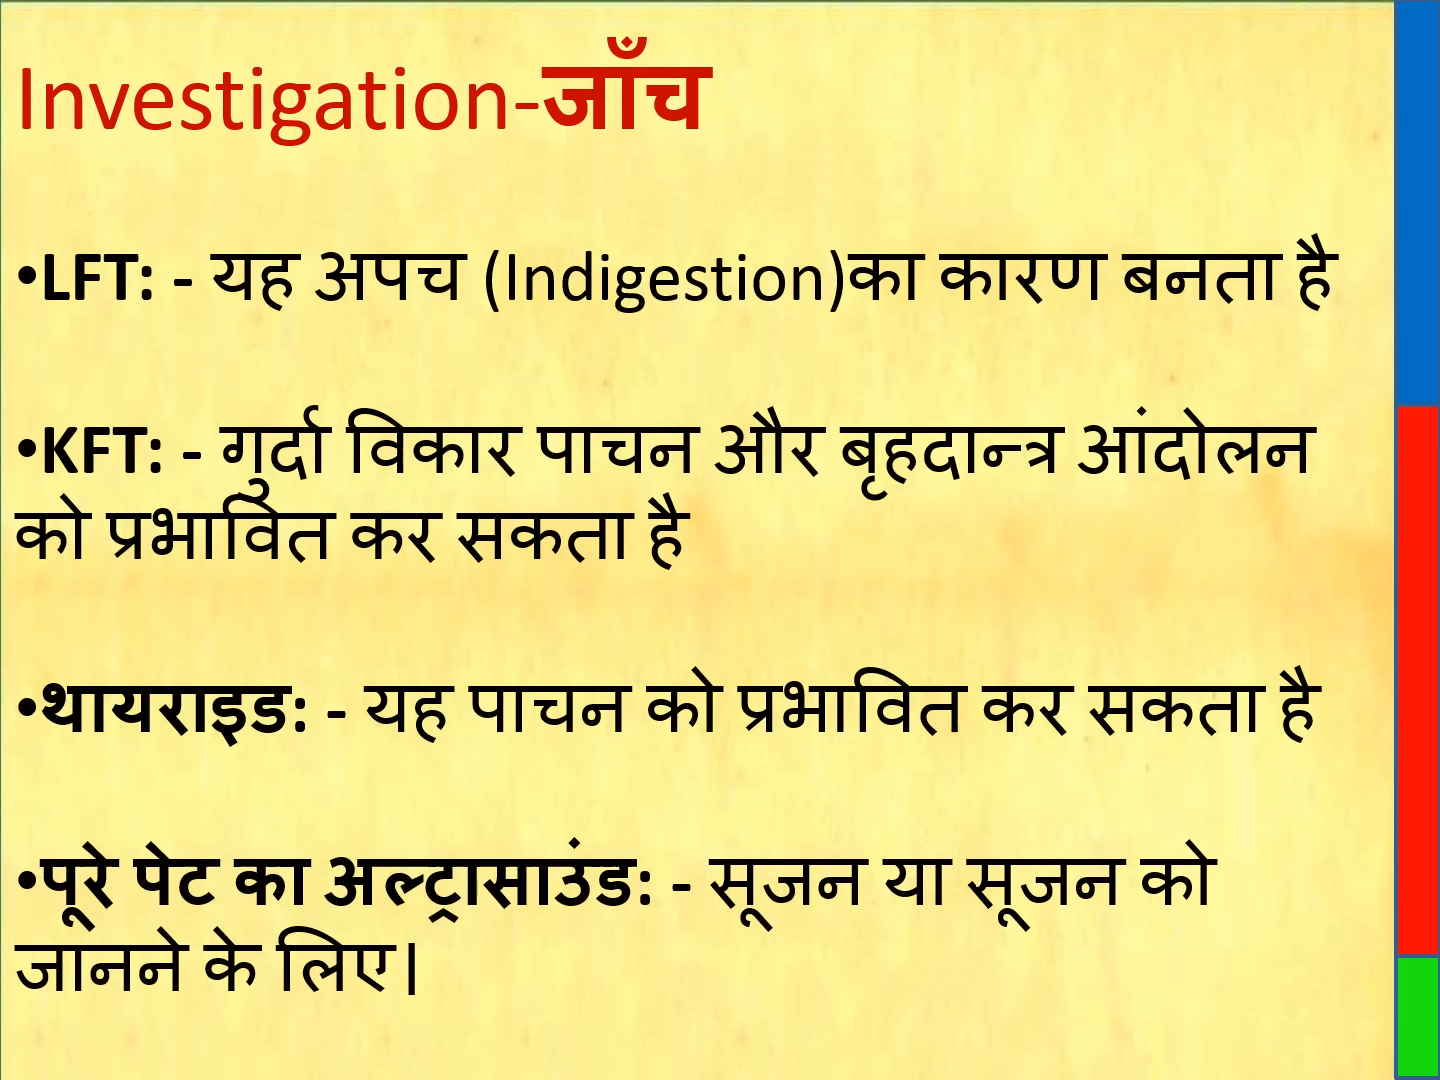 Investigation-जाँच
•LFT: - यह अपच (Indigestion)का कारण बनता है
•KFT: - गुर्दा विकार पाचन और बृहदान्त्र आंदोलन
को प्रभावित कर सकता है
•थायराइड: - यह पाचन को प्रभावित कर सकता है
•पूरे पेट का अल्ट्रासाउंड: - सूजन या सूजन को
जानने के लिए।